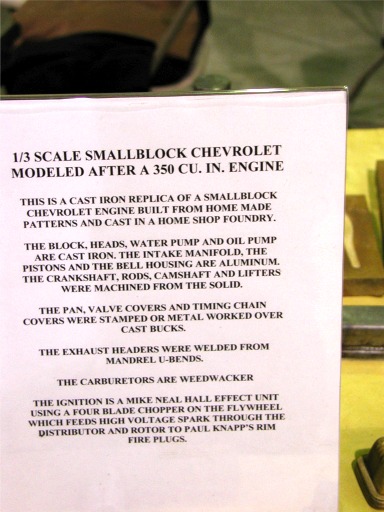 1/3 SCALE SMALLBLOCK CHEVROLET
MODELED AFTER A 350 CU. IN. ENGINE
THIS IS A CAST IRON REPLICA OF A SMALLBLOCK
CHEVROLET ENGINE BUILT FROM HOME MADE
PATTERNS AND CAST IN A HOME SHOP FOUNDRY.
THE BLOCK, HEADS, WATER PUMP AND OIL PUMP
ARE CAST IRON. THE INTAKE MANIFOLD, THE
PISTONS AND THE BELL HOUSING ARE ALUMINUM.
THE CRANKSHAFT, RODS, CAMSHAFT AND LIFTERS
WERE MACHINED FROM THE SOLID.
THE PAN, VALVE COVERS AND TIMING CHAIN
COVERS WERE STAMPED OR METAL WORKED OVER
CAST BUCKS.
THE EXHAUST HEADERS WERE WELDED FROM
MANDREL U-BENDS.
THE CARBURETORS ARE WEEDWACKER
THE IGNITION IS A MIKE NEAL HALL EFFECT UNIT
USING A FOUR BLADE CHOPPER ON THE FLYWHEEL
WHICH FEEDS HIGH VOLTAGE SPARK THROUGH THE
DISTRIBUTOR AND ROTOR TO PAUL KNAPP'S RIM
FIRE PLUGS.